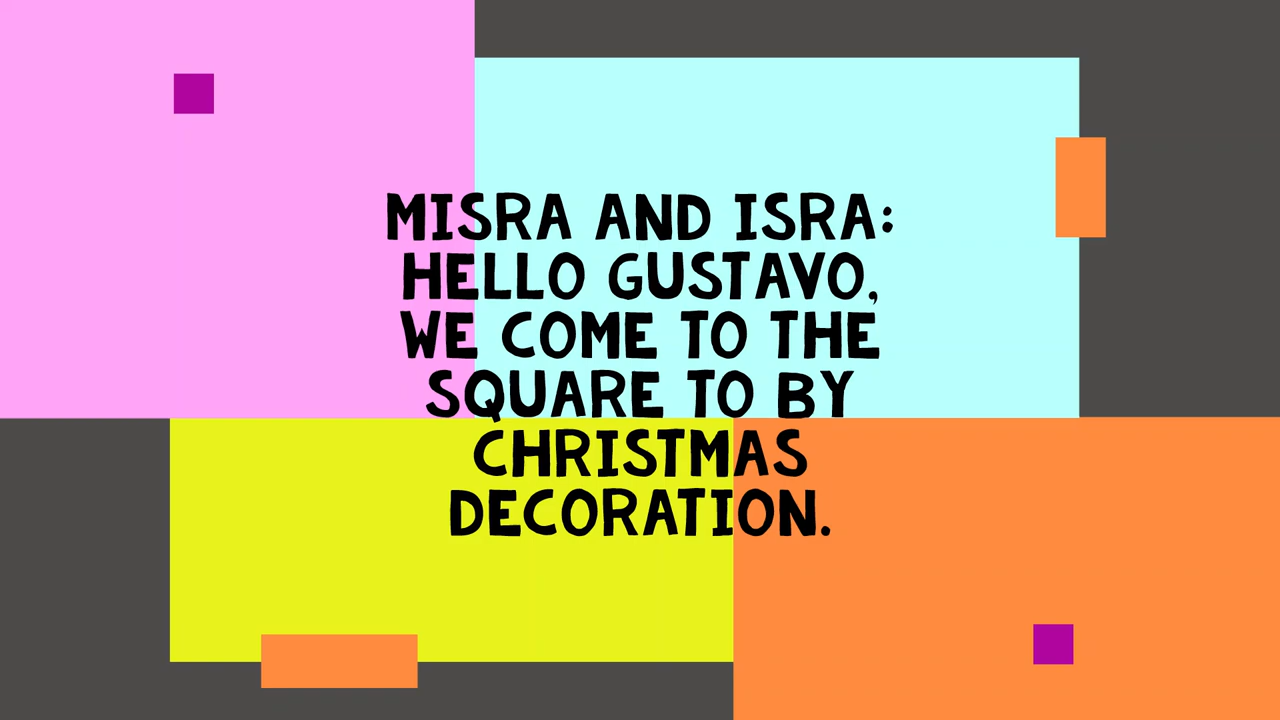 MISRA AND ISRA:
HELLO GUSTAVO,
WE COME TO THE
SQUARE TO BY
CHRISTMAS
DECORATION.